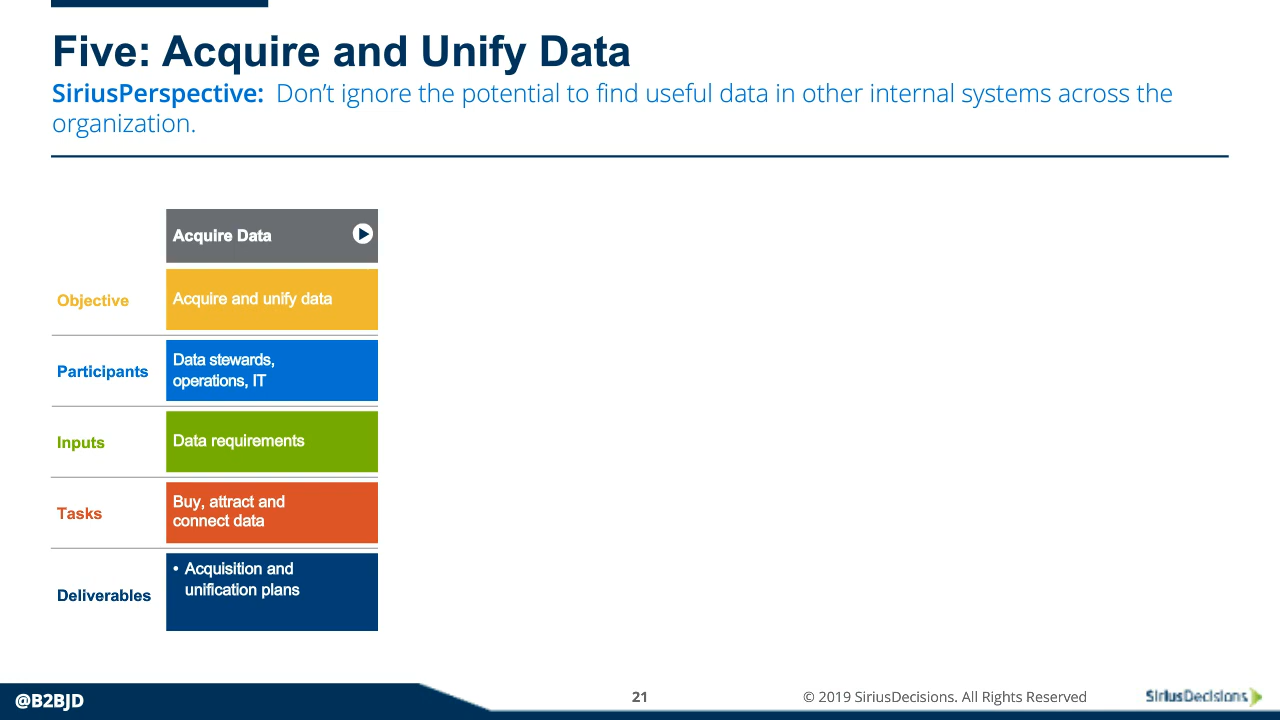 Five: Acquire and Unify Data
SiriusPerspective: Don't ignore the potential to find useful data in other internal systems across the
organization.
Acquire Data
Objective
Acquire and unify data
Participants
Data stewards,
operations, IT
Inputs
Data requirements
Tasks
Buy, attract and
connect data
Deliverables
• Acquisition and
unification plans
@B2BJD
21
© 2019 SiriusDecisions. All Rights Reserved
SiriusDecisions